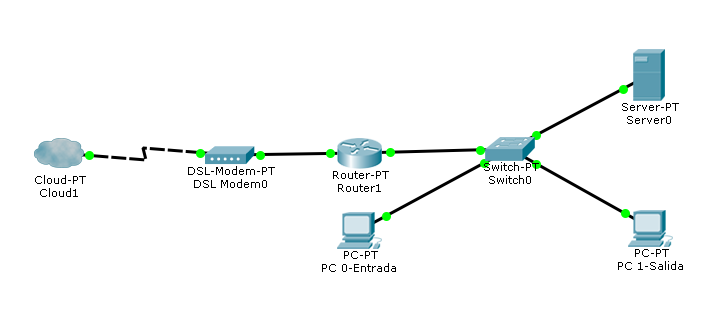 Server-PT
Server0
Cloud-PT
Cloud1
DSL-Modem-PT
DSL Modem0
Router-PT
Router1
Switch-PT
Switch0
PC-PT
PC 0-Entrada
PC-PT
PC 1-Salida